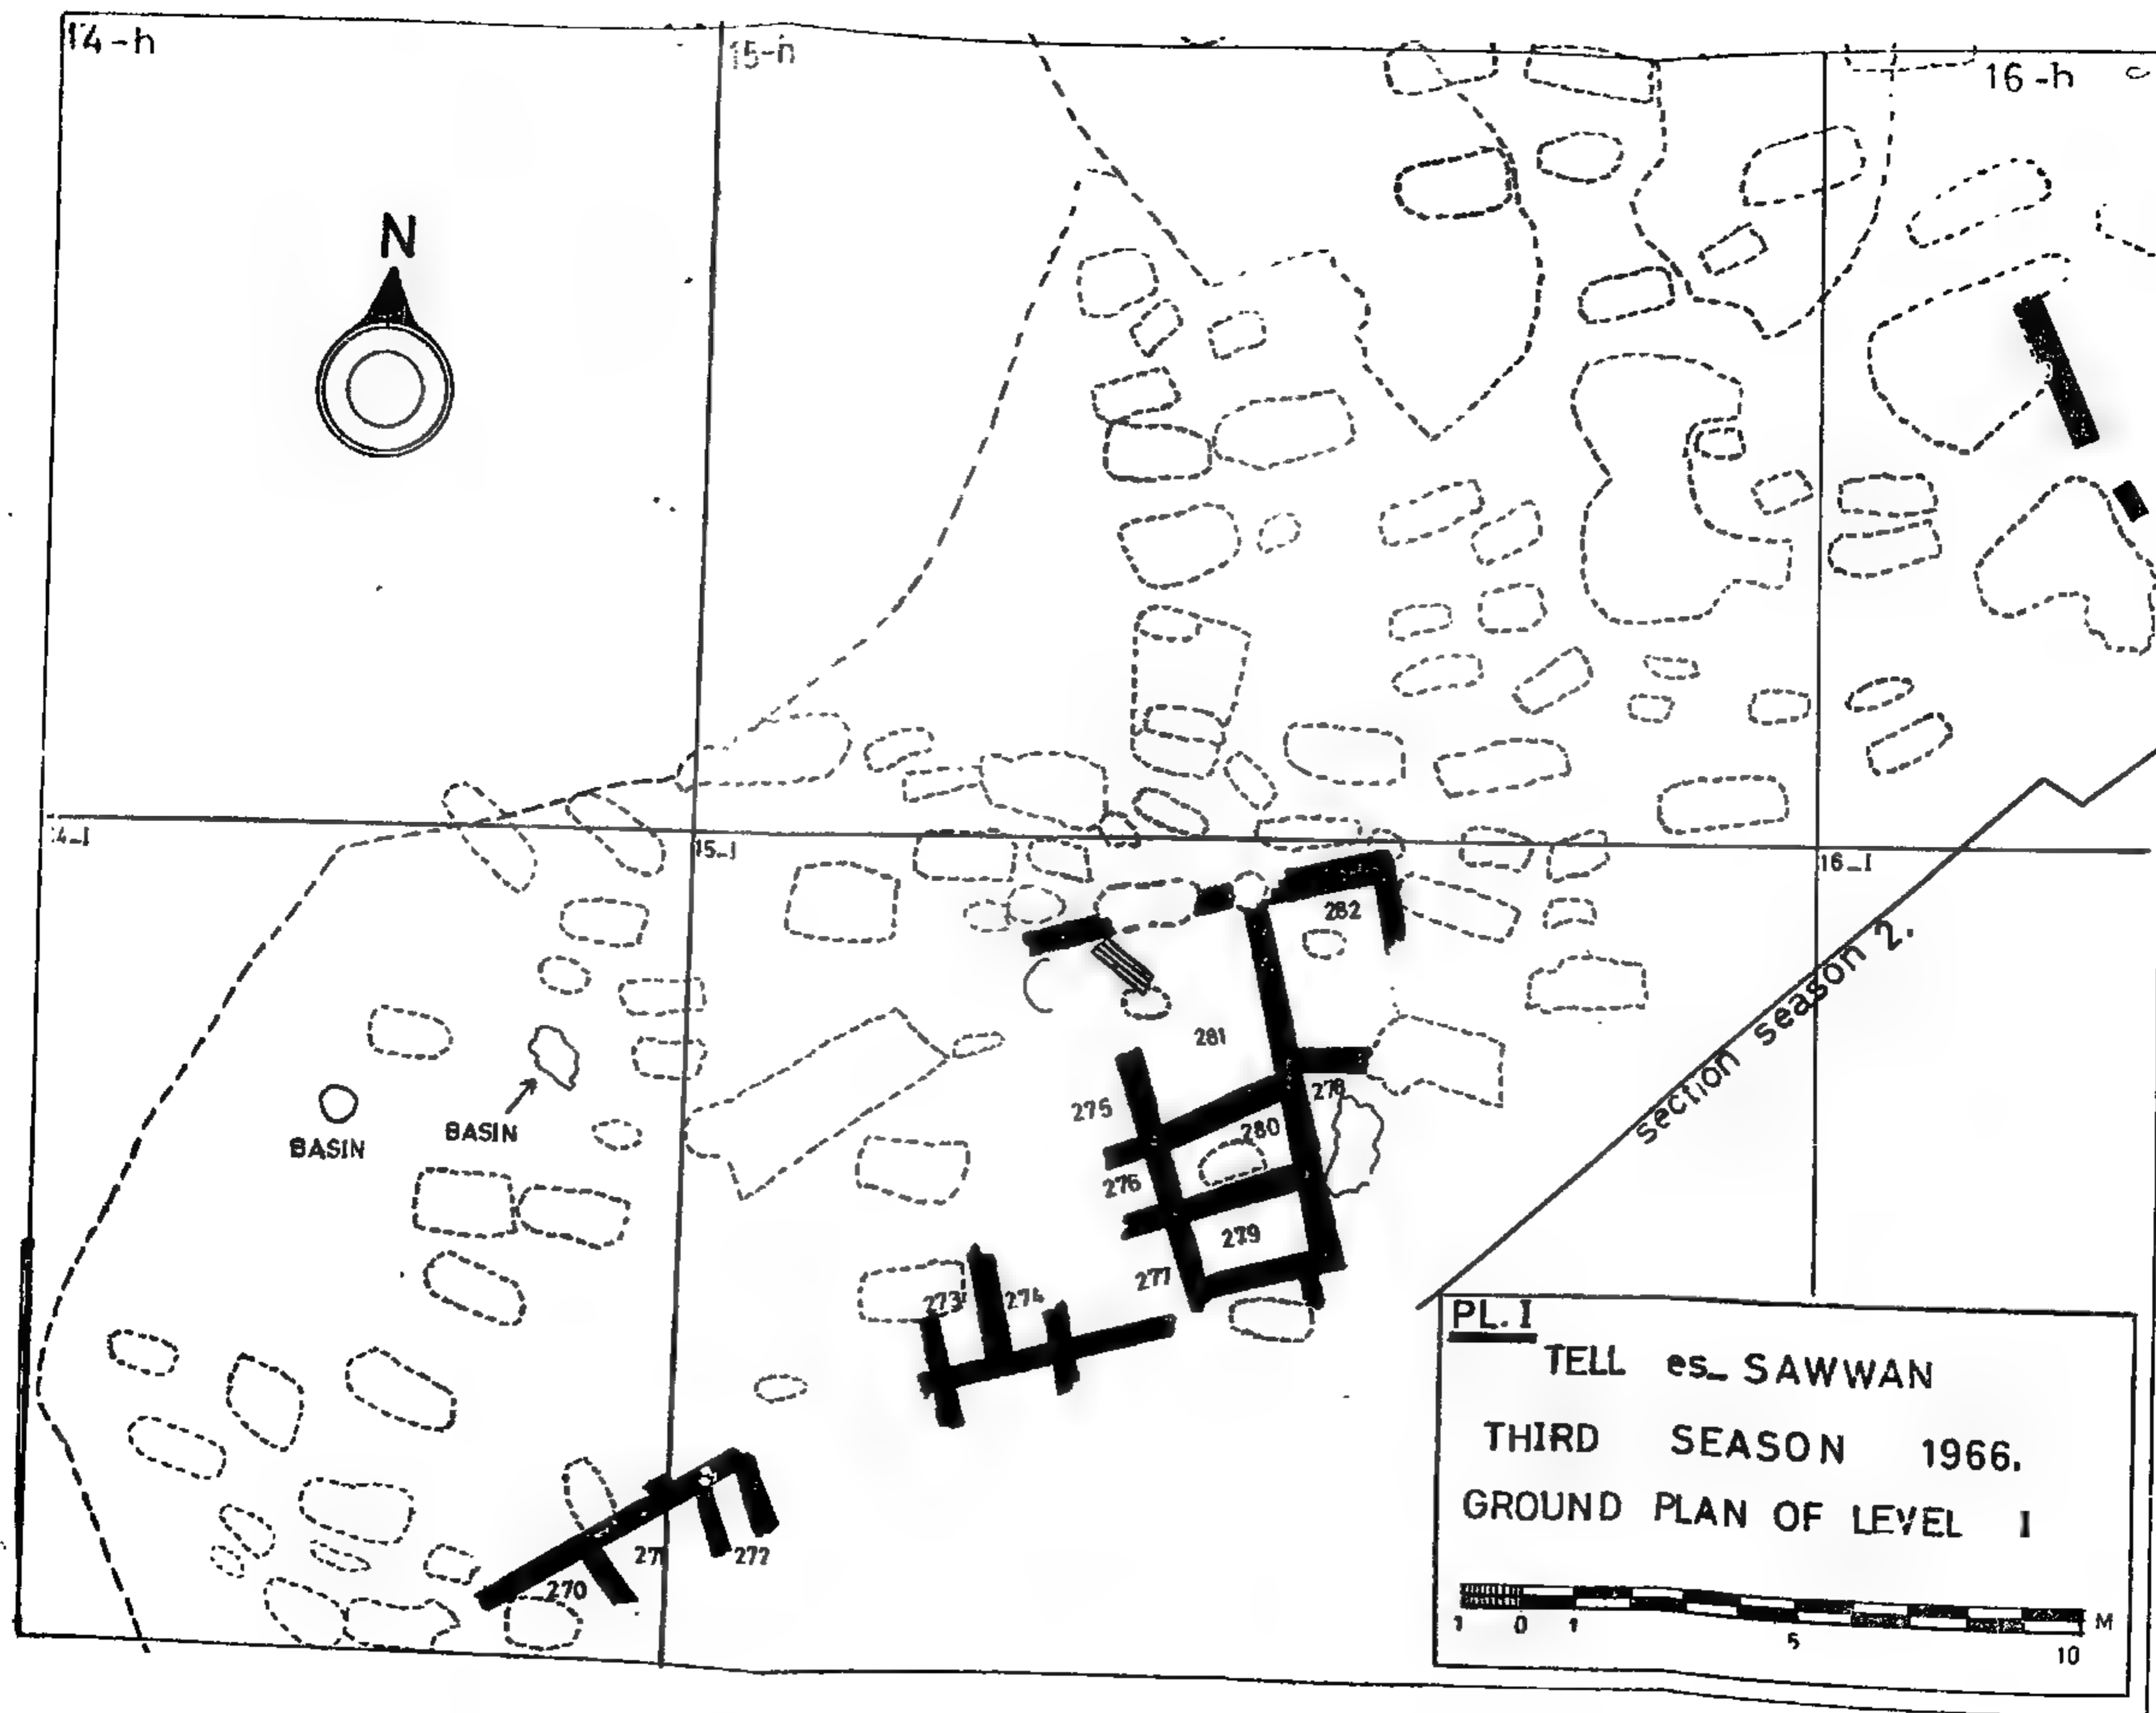 14-h
15-h
16-h
N
4-I
15-I
16-I
282
281
275
278
280
276
279
277
273
274
BASIN
BASIN
section season 2.
271
272
270
PL. I
TELL es_ SAWWAN
THIRD SEASON 1966.
GROUND PLAN OF LEVEL I
1 0 1 5 10 M